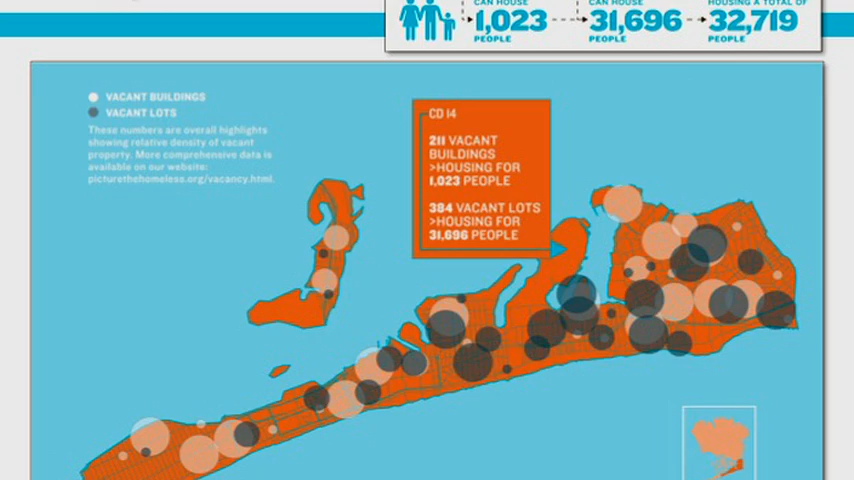 CAN HOUSE
1,023
PEOPLE
CAN HOUSE
31,696
PEOPLE
HOUSING A TOTAL OF
32,719
PEOPLE
VACANT BUILDINGS
VACANT LOTS
These numbers are overall highlights
showing relative density of vacant
property. More comprehensive data is
available on our website:
picturethehomeless.org/vacancy.html.
CD 14
211 VACANT
BUILDINGS
>HOUSING FOR
1,023 PEOPLE
384 VACANT LOTS
>HOUSING FOR
31,696 PEOPLE